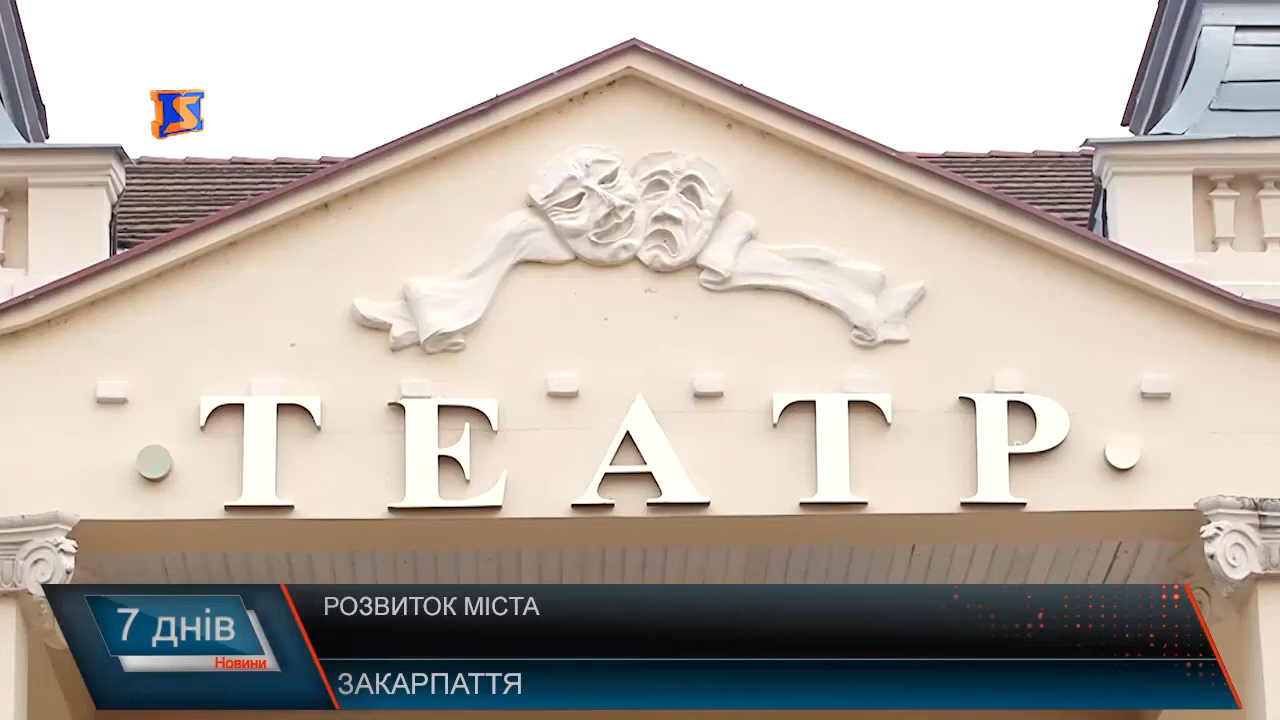 ТЕАТР
7 днів
Новини
РОЗВИТОК МІСТА
ЗАКАРПАТТЯ